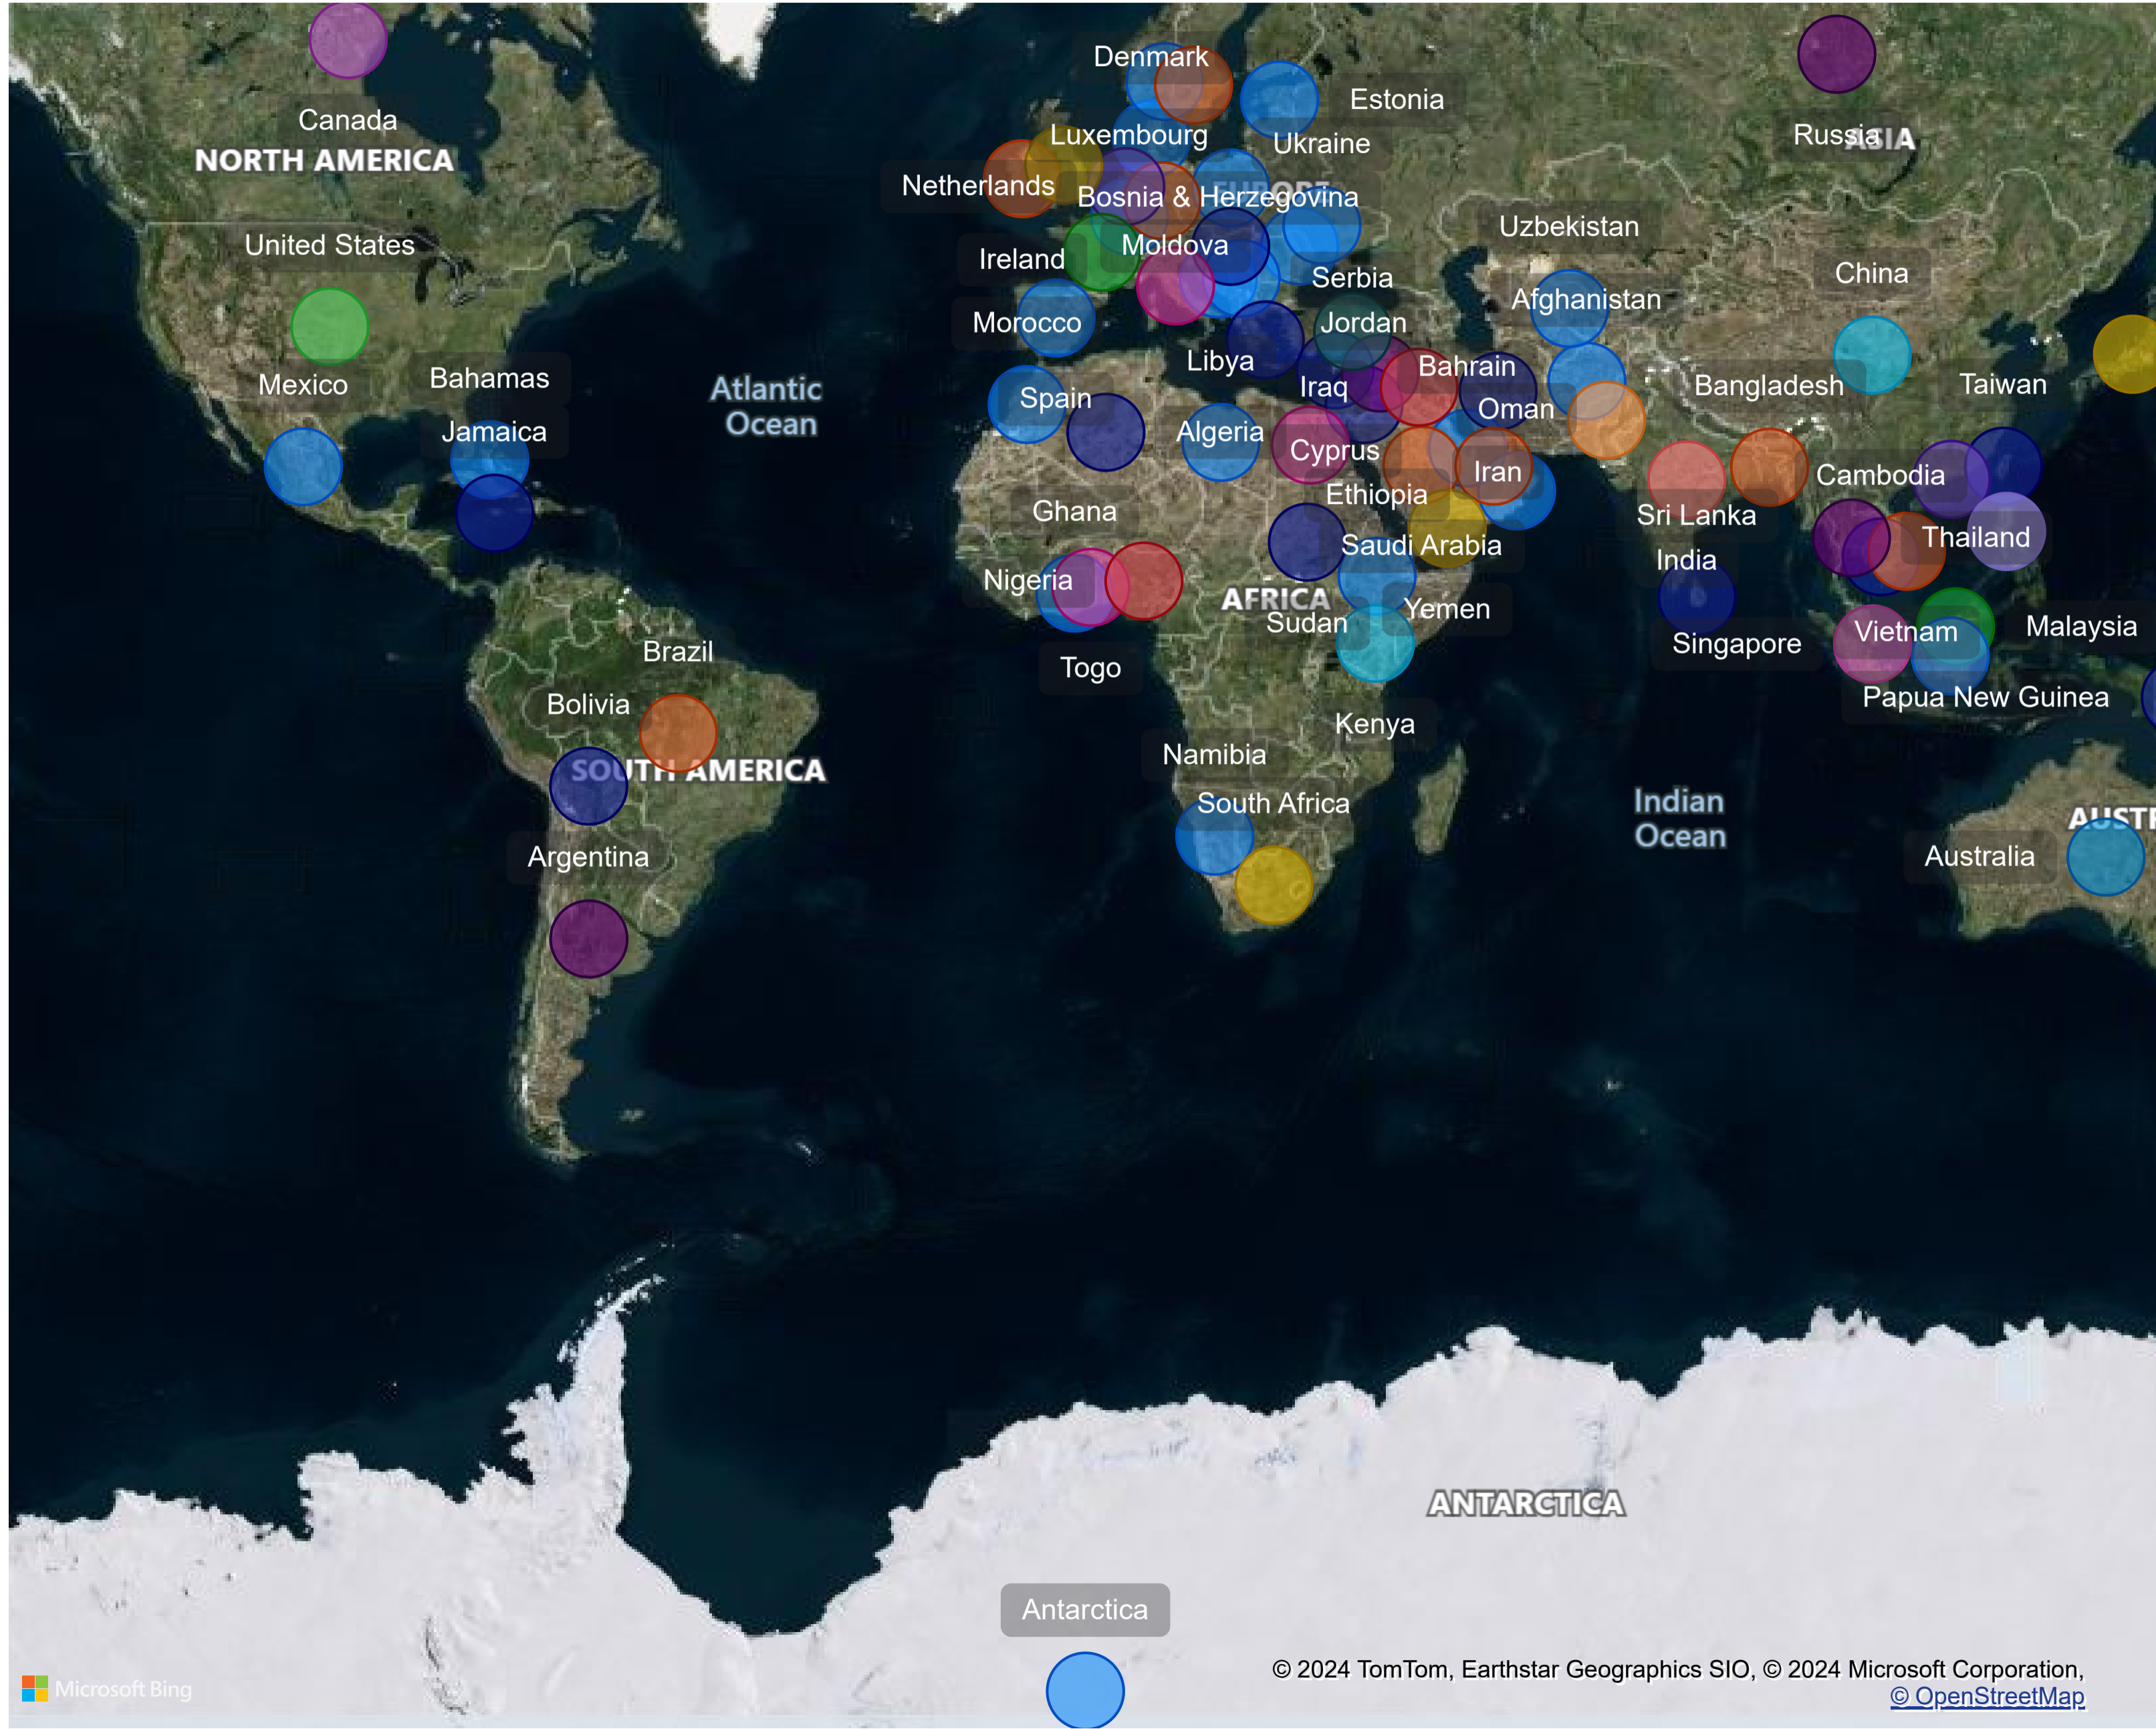 Denmark
Estonia
Canada
Luxembourg
Ukraine
Russia
ASIA
NORTH AMERICA
Netherlands
EUROPE
Bosnia & Herzegovina
Uzbekistan
United States
Ireland
Moldova
Serbia
China
Afghanistan
Morocco
Jordan
Libya
Bahrain
Mexico
Bahamas
Atlantic
Ocean
Iraq
Bangladesh
Taiwan
Spain
Oman
Jamaica
Algeria
Cyprus
Iran
Cambodia
Ethiopia
Ghana
Sri Lanka
Saudi Arabia
Thailand
India
Nigeria
AFRICA
Yemen
Sudan
Vietnam
Malaysia
Singapore
Brazil
Togo
Bolivia
Papua New Guinea
Kenya
Namibia
SOUTH AMERICA
South Africa
Indian
Ocean
AUST
Argentina
Australia
ANTARCTICA
Antarctica
Microsoft Bing
© 2024 TomTom, Earthstar Geographics SIO, © 2024 Microsoft Corporation,
© OpenStreetMap